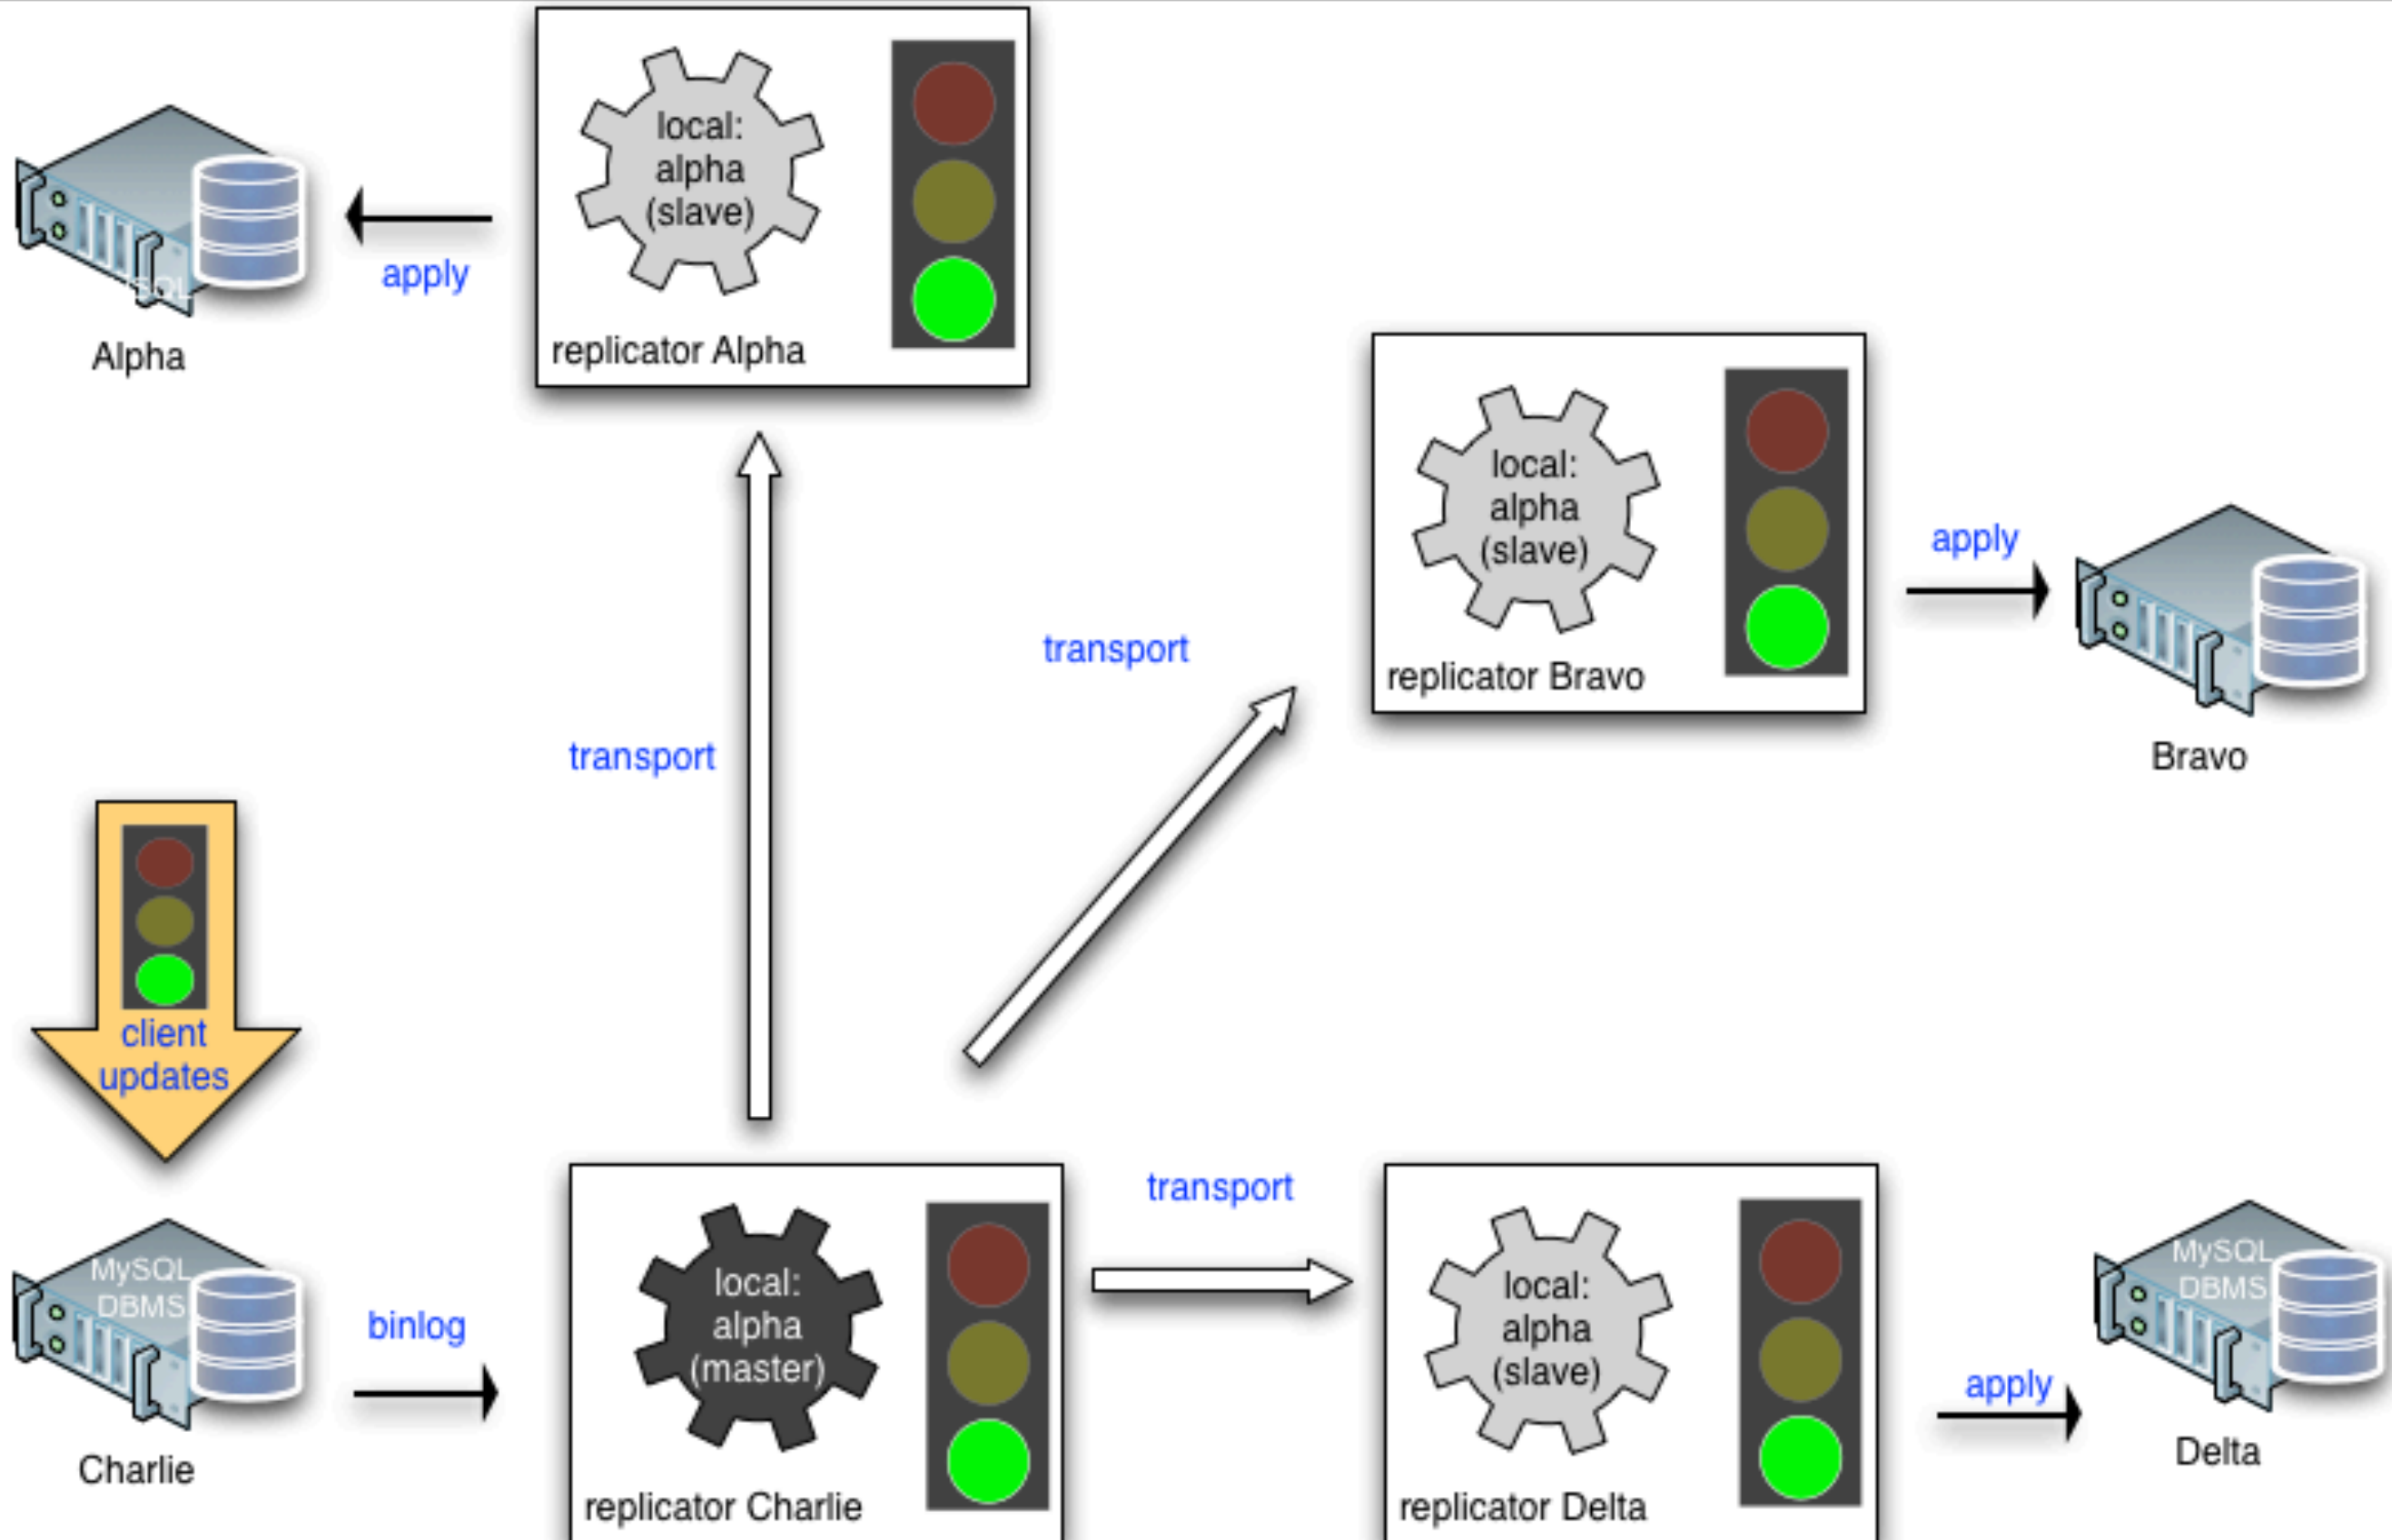 local:
alpha
(slave)
replicator Alpha
apply
SQL
Alpha
local:
alpha
(slave)
replicator Bravo
apply
Bravo
transport
transport
client
updates
MySQL
DBMS
Charlie
binlog
local:
alpha
(master)
replicator Charlie
transport
local:
alpha
(slave)
replicator Delta
apply
MySQL
DBMS
Delta